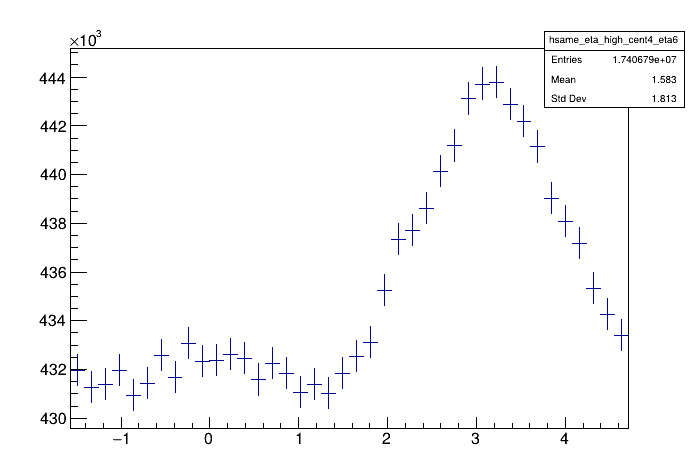 ×10³
hsame_eta_high_cent4_eta6
Entries 1.740679e+07
Mean 1.583
Std Dev 1.813
444
442
440
438
436
434
432
430
−1 0 1 2 3 4